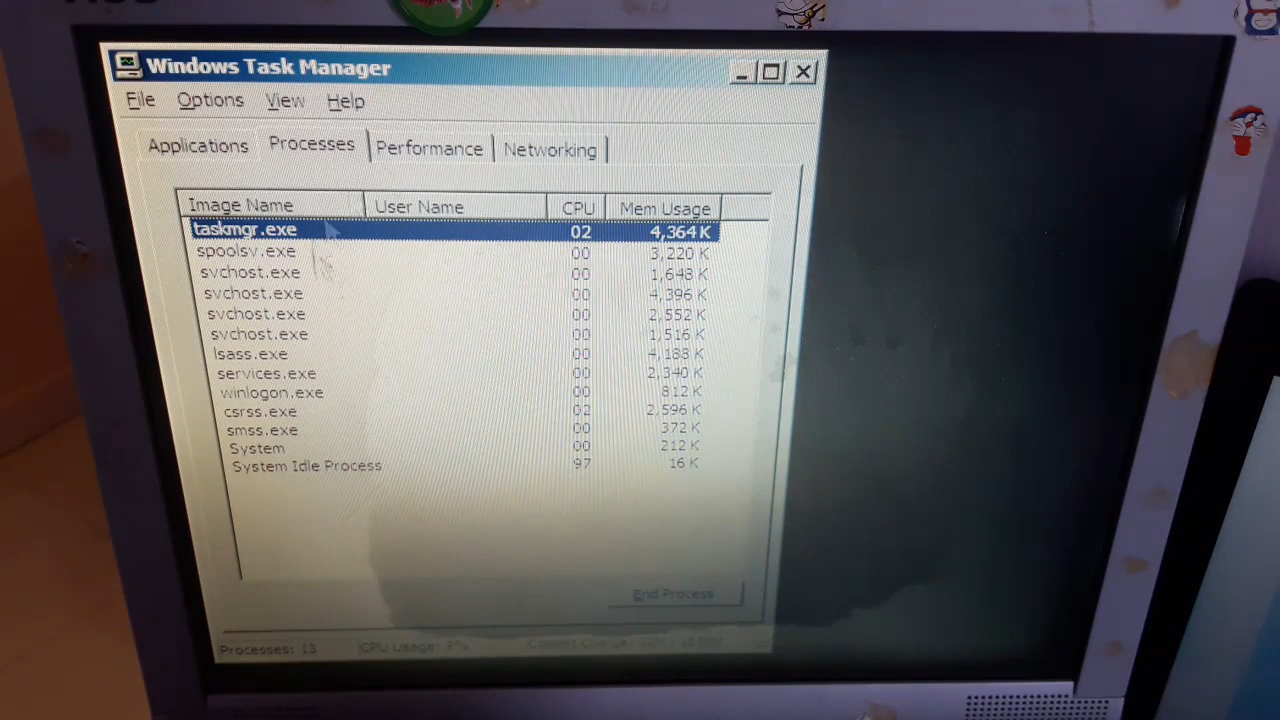 Windows Task Manager
File Options View Help
Applications Processes Performance Networking
Image Name User Name CPU Mem Usage
taskmgr.exe 02 4,364 K
spoolsv.exe 00 3,220 K
svchost.exe 00 1,648 K
svchost.exe 00 4,396 K
svchost.exe 00 2,552 K
svchost.exe 00 1,516 K
lsass.exe 00 4,188 K
services.exe 00 2,340 K
winlogon.exe 00 812 K
csrss.exe 02 2,596 K
smss.exe 00 372 K
System 00 212 K
System Idle Process 97 16 K
End Process
Processes: 13 CPU Usage: Commit Charge: